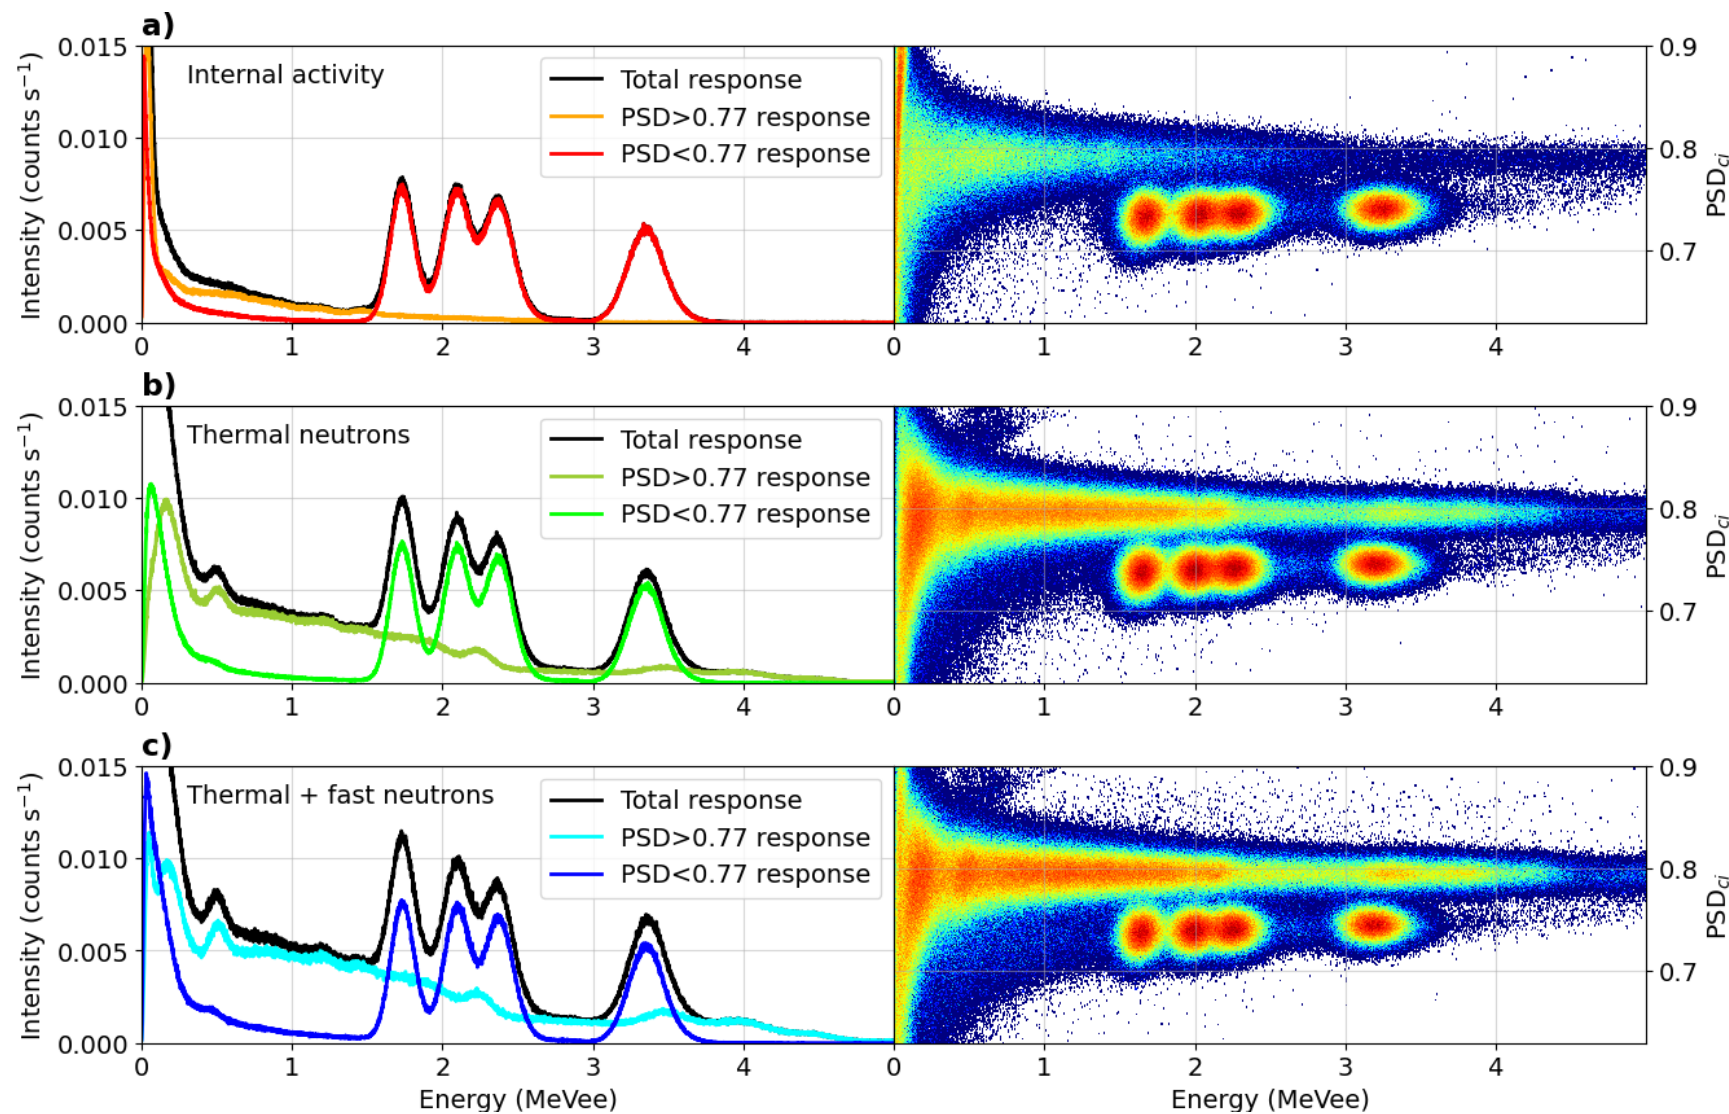 a)
0.015
0.010
0.005
0.000
Intensity (counts s⁻¹)
Internal activity
Total response
PSD>0.77 response
PSD<0.77 response
0 1 2 3 4
1 2 3 4
0.9
0.8
0.7
PSD_ci
b)
0.015
0.010
0.005
0.000
Intensity (counts s⁻¹)
Thermal neutrons
Total response
PSD>0.77 response
PSD<0.77 response
0 1 2 3 4
1 2 3 4
0.9
0.8
0.7
PSD_ci
c)
0.015
0.010
0.005
0.000
Intensity (counts s⁻¹)
Thermal + fast neutrons
Total response
PSD>0.77 response
PSD<0.77 response
0 1 2 3 4
Energy (MeVee)
1 2 3 4
Energy (MeVee)
0.9
0.8
0.7
PSD_ci